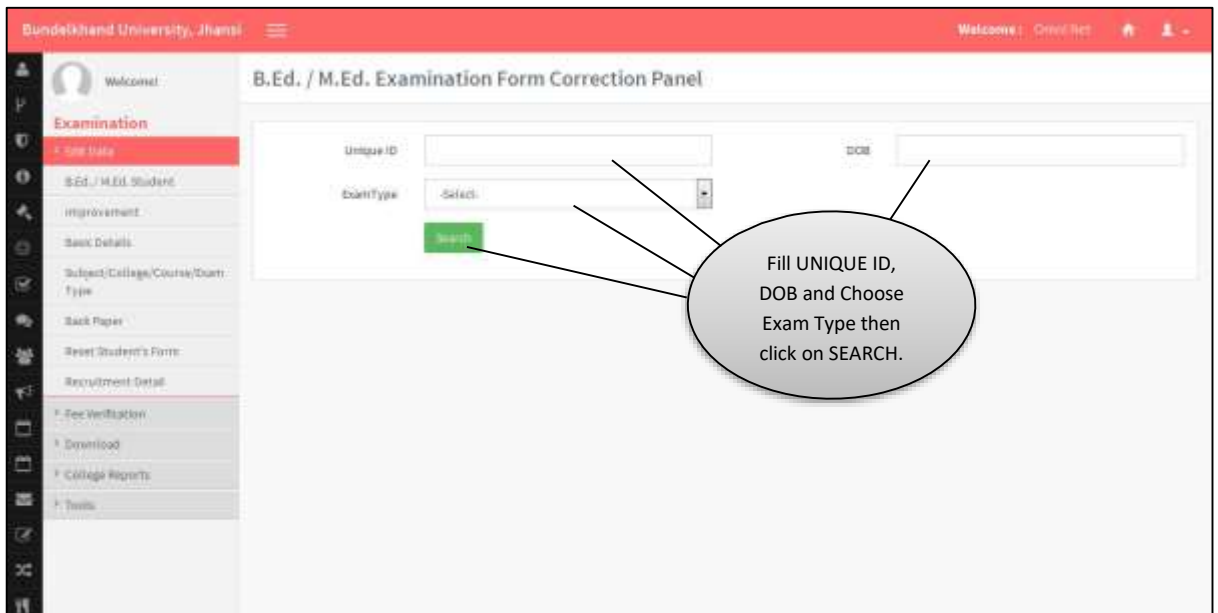 Bundelkhand University, Jhansi
Welcome : Omni Net
Welcome!
B.Ed. / M.Ed. Examination Form Correction Panel
Examination
Edit Data
B.Ed. / M.Ed. Student
Improvement
Basic Details
Subject/College/Course/Exam
Type
Back Paper
Reset Student's Form
Recruitment Detail
Fee Verification
Download
College Reports
Tools
Unique ID
DOB
ExamType
-Select-
Search
Fill UNIQUE ID,
DOB and Choose
Exam Type then
click on SEARCH.